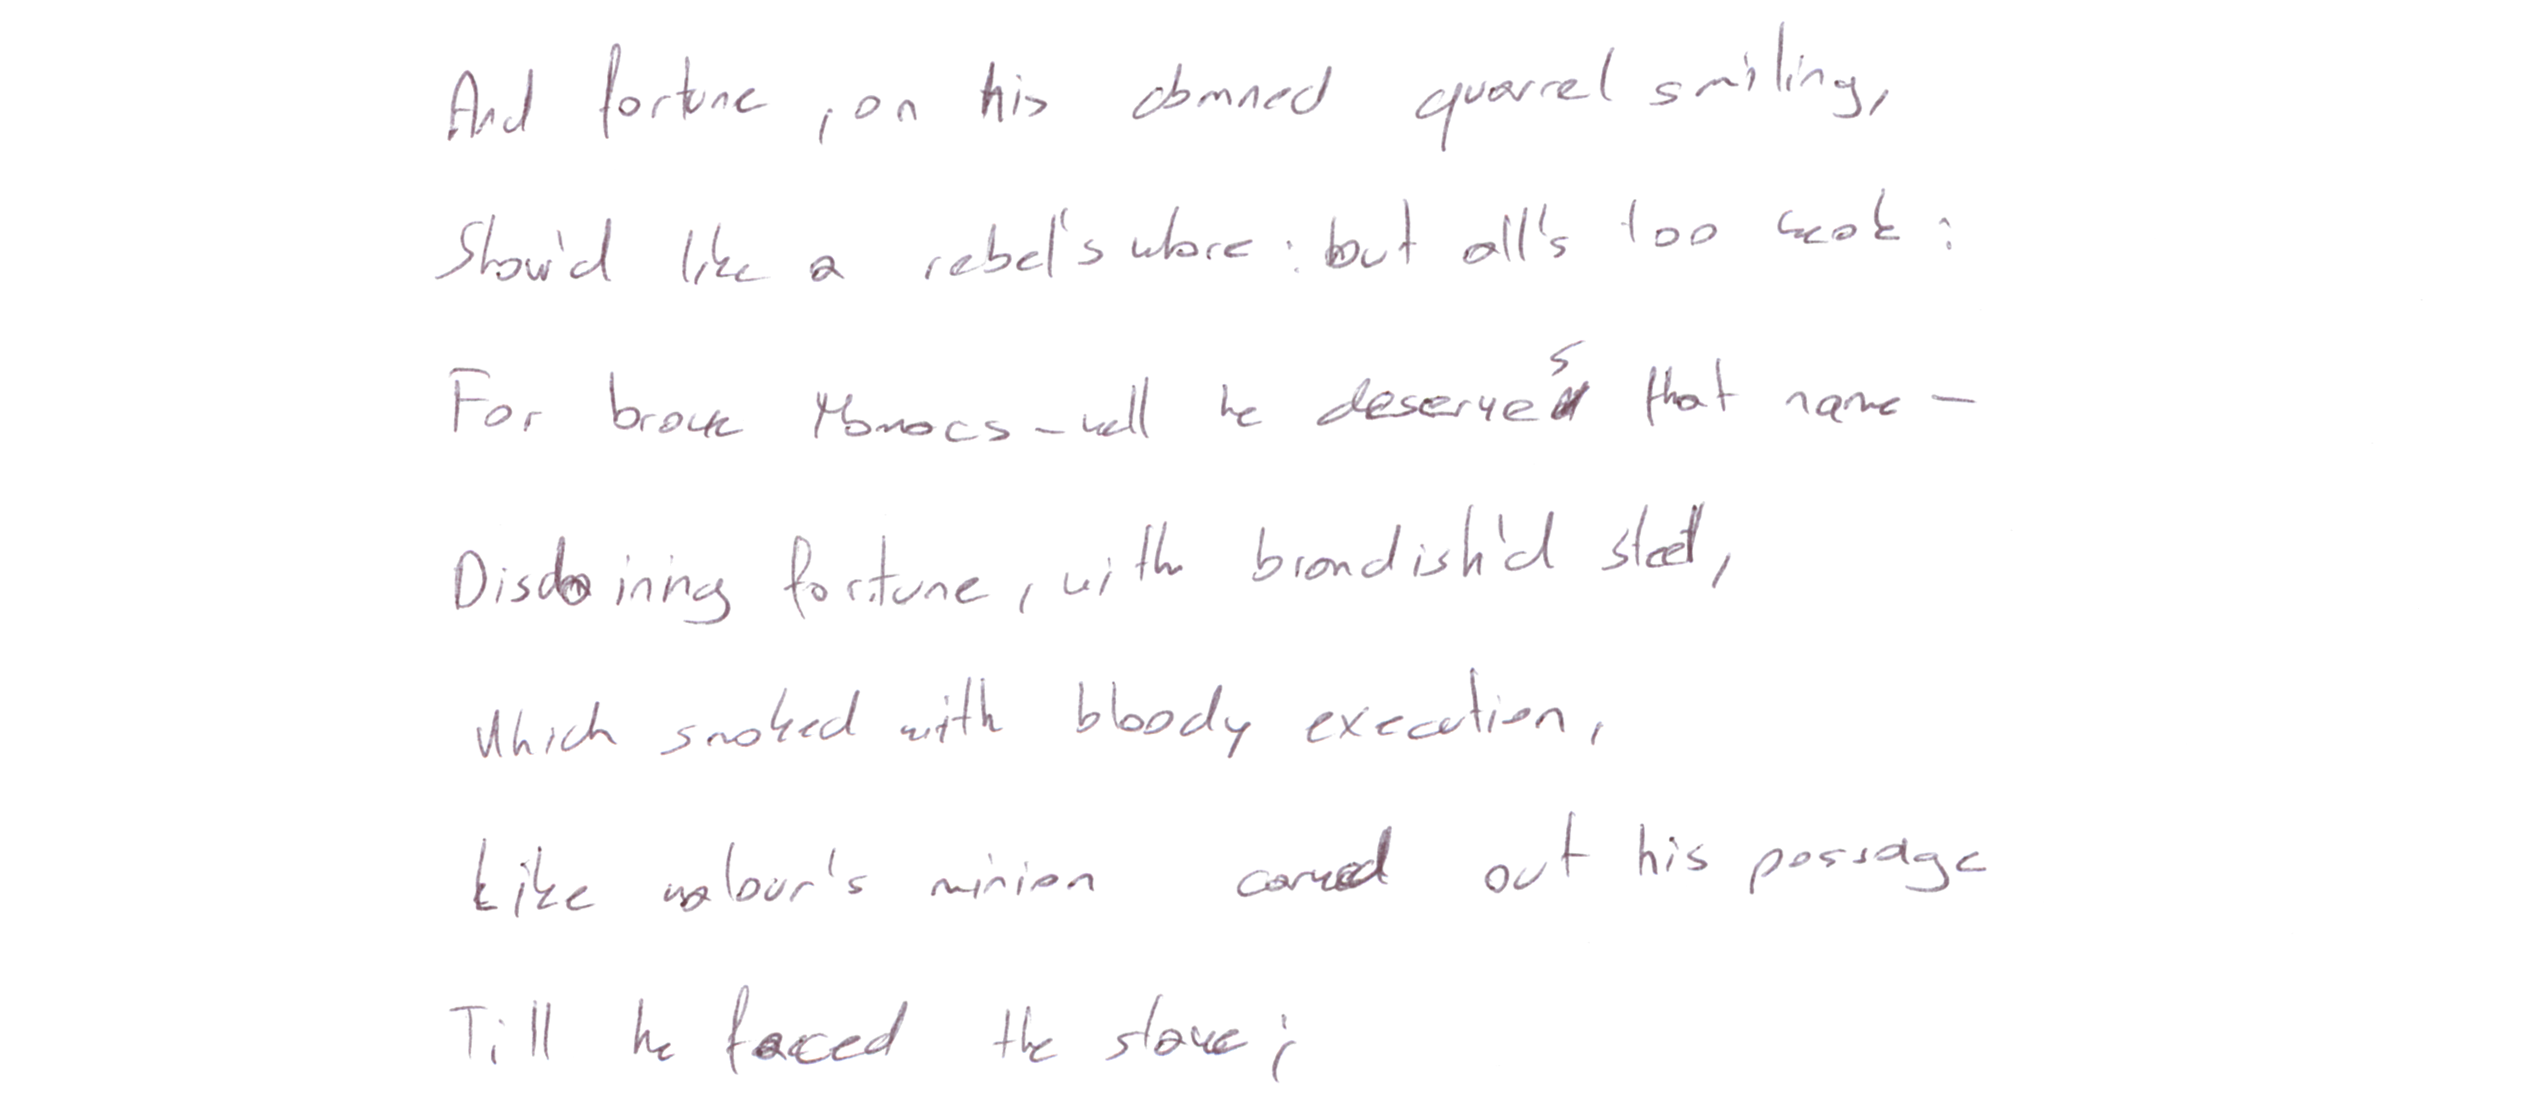 And fortune, on his damned quarrel smiling,
Show'd like a rebel's whore: but all's too weak:
For brave Mbnacs - well he deserves that name -
Disdaining fortune, with brandish'd steel,
Which smoked with bloody execution,
Like valour's minion carved out his passage
Till he faced the slave;